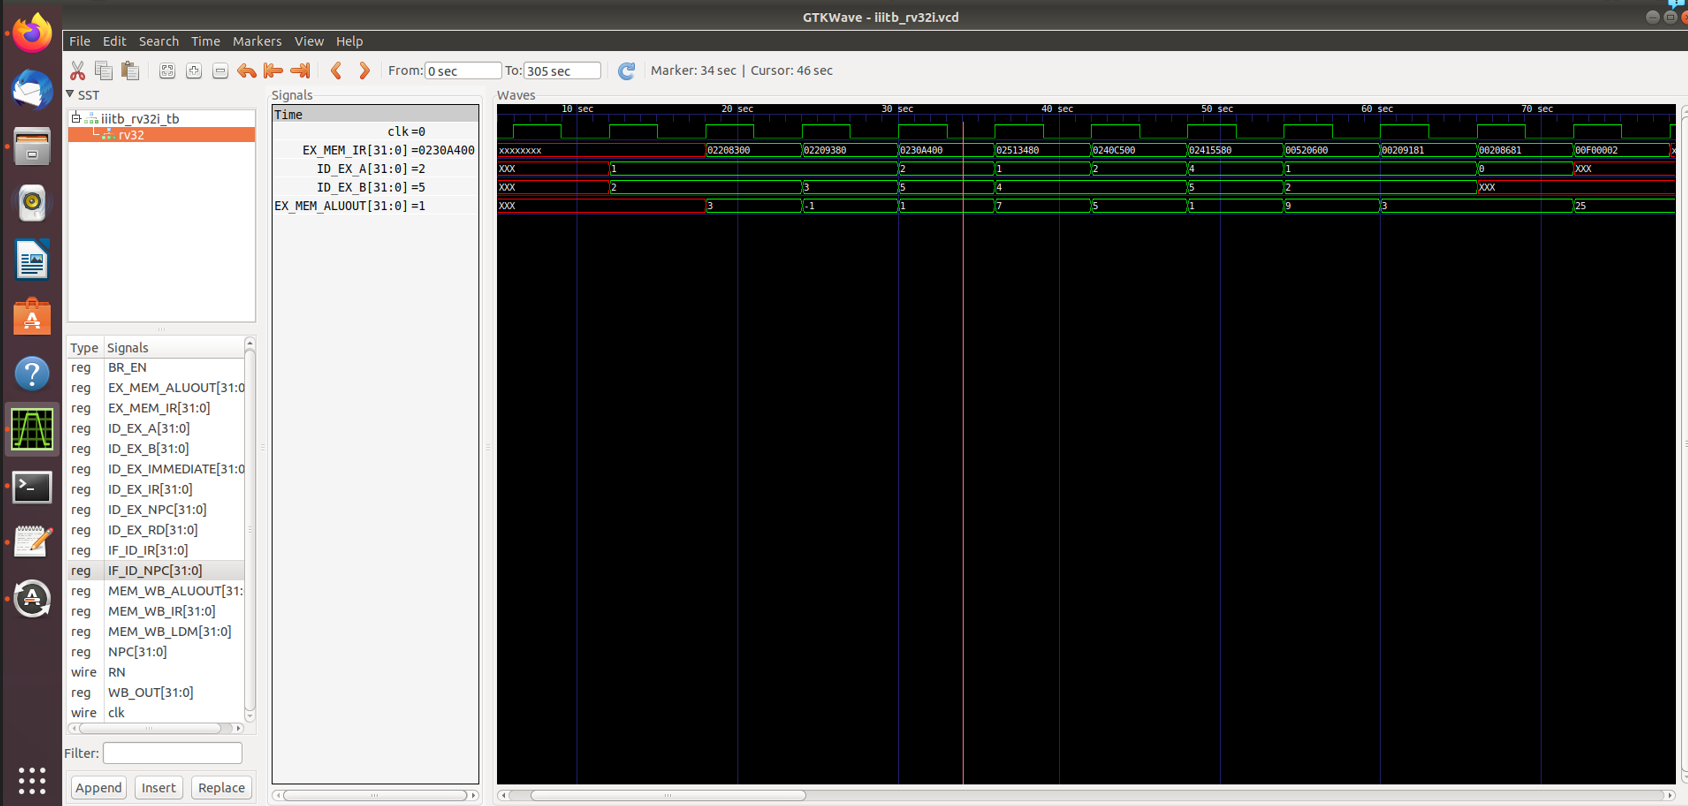 GTKWave - iiitb_rv32i.vcd
File Edit Search Time Markers View Help
From: 0 sec To: 305 sec Marker: 34 sec | Cursor: 46 sec
SST
iiitb_rv32i_tb
rv32
Type Signals
reg BR_EN
reg EX_MEM_ALUOUT[31:0
reg EX_MEM_IR[31:0]
reg ID_EX_A[31:0]
reg ID_EX_B[31:0]
reg ID_EX_IMMEDIATE[31:0
reg ID_EX_IR[31:0]
reg ID_EX_NPC[31:0]
reg ID_EX_RD[31:0]
reg IF_ID_IR[31:0]
reg IF_ID_NPC[31:0]
reg MEM_WB_ALUOUT[31:
reg MEM_WB_IR[31:0]
reg MEM_WB_LDM[31:0]
reg NPC[31:0]
wire RN
reg WB_OUT[31:0]
wire clk
Filter:
Append Insert Replace
Signals
Time
clk =0
EX_MEM_IR[31:0] =0230A400
ID_EX_A[31:0] =2
ID_EX_B[31:0] =5
EX_MEM_ALUOUT[31:0] =1
Waves
10 sec 20 sec 30 sec 40 sec 50 sec 60 sec 70 sec
xxxxxxxx 02208300 02209380 0230A400 02513480 0240C500 02415580 00520600 00209181 00208681 00F00002 x
XXX 1 2 1 2 4 1 0 XXX
XXX 2 3 5 4 5 2 XXX
XXX 3 -1 1 7 5 1 9 3 25